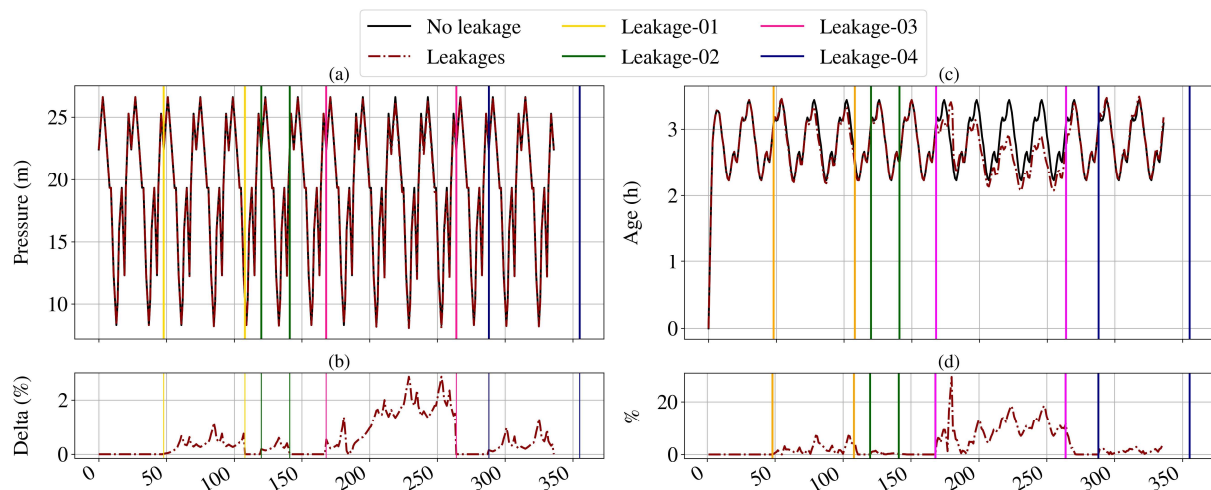 No leakage Leakage-01 Leakage-03
Leakages Leakage-02 Leakage-04
(a) (c)
25
20
15
10
Pressure (m)
3
2
1
0
Age (h)
(b) (d)
2
0
Delta (%)
20
0
%
0 50 100 150 200 250 300 350
0 50 100 150 200 250 300 350